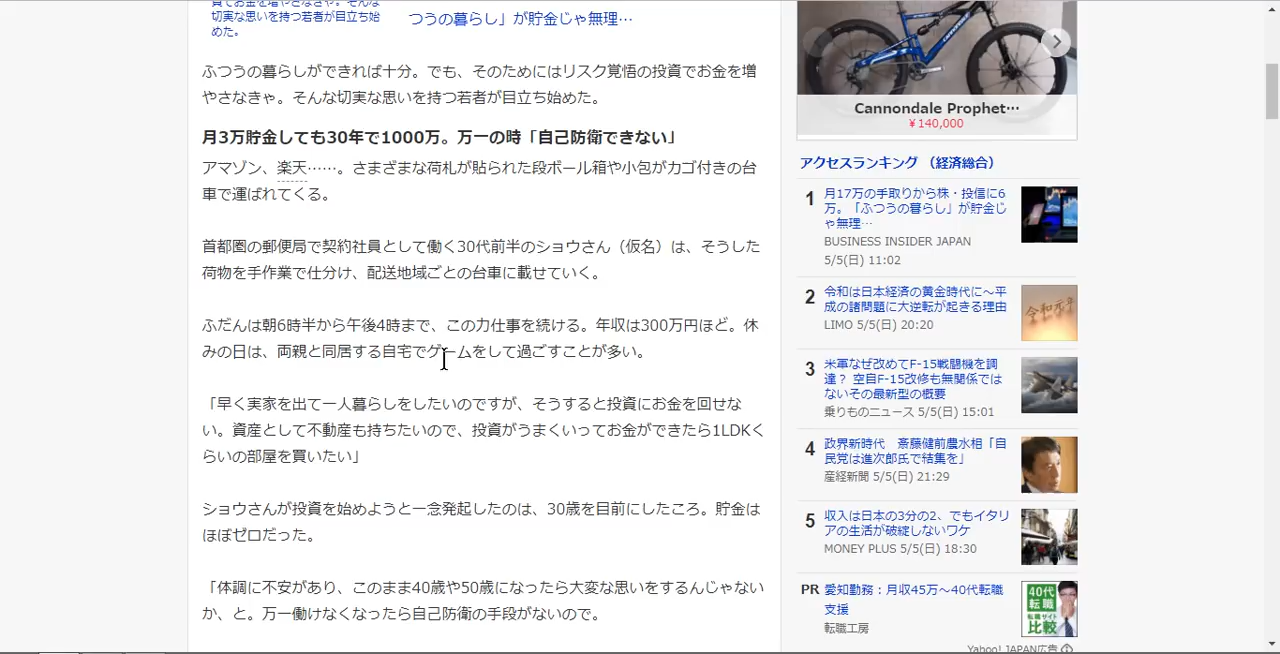 買でお金を増やさなきゃ。そんな
切実な思いを持つ若者が目立ち始
めた。
つうの暮らし」が貯金じゃ無理…
ふつうの暮らしができれば十分。でも、そのためにはリスク覚悟の投資でお金を増
やさなきゃ。そんな切実な思いを持つ若者が目立ち始めた。
月3万貯金しても30年で1000万。万一の時「自己防衛できない」
アマゾン、楽天……。さまざまな荷札が貼られた段ボール箱や小包がカゴ付きの台
車で運ばれてくる。
首都圏の郵便局で契約社員として働く30代前半のショウさん（仮名）は、そうした
荷物を手作業で仕分け、配送地域ごとの台車に載せていく。
ふだんは朝6時半から午後4時まで、この力仕事を続ける。年収は300万円ほど。休
みの日は、両親と同居する自宅でゲームをして過ごすことが多い。
「早く実家を出て一人暮らしをしたいのですが、そうすると投資にお金を回せな
い。資産として不動産も持ちたいので、投資がうまくいってお金ができたら1LDKく
らいの部屋を買いたい」
ショウさんが投資を始めようと一念発起したのは、30歳を目前にしたころ。貯金は
ほぼゼロだった。
「体調に不安があり、このまま40歳や50歳になったら大変な思いをするんじゃない
か、と。万一働けなくなったら自己防衛の手段がないので。
Cannondale Prophet…
￥140,000
アクセスランキング （経済総合）
1
月17万の手取りから株・投信に6
万。「ふつうの暮らし」が貯金じ
ゃ無理…
BUSINESS INSIDER JAPAN
5/5(日) 11:02
2
令和は日本経済の黄金時代に～平
成の諸問題に大逆転が起きる理由
LIMO 5/5(日) 20:20
令和元年
3
米軍なぜ改めてF-15戦闘機を調
達？ 空自F-15改修も無関係では
ないその最新型の概要
乗りものニュース 5/5(日) 15:01
4
政界新時代 斎藤健前農水相「自
民党は進次郎氏で結集を」
産経新聞 5/5(日) 21:29
5
収入は日本の3分の2、でもイタリ
アの生活が破綻しないワケ
MONEY PLUS 5/5(日) 18:30
PR
愛知勤務：月収45万～40代転職
支援
転職工房
40代
転職
転職サイト
比較
Yahoo! JAPAN広告